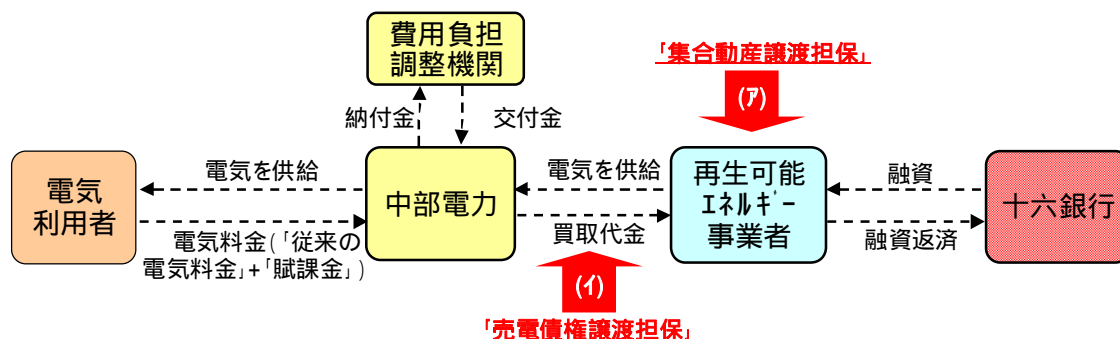 費用負担
調整機関
「集合動産譲渡担保」
(ｱ)
納付金
交付金
電気
利用者
電気を供給
電気料金(「従来の
電気料金」+「賦課金」)
中部電力
電気を供給
買取代金
再生可能
ｴﾈﾙｷﾞｰ
事業者
融資
融資返済
十六銀行
(ｲ)
「売電債権譲渡担保」